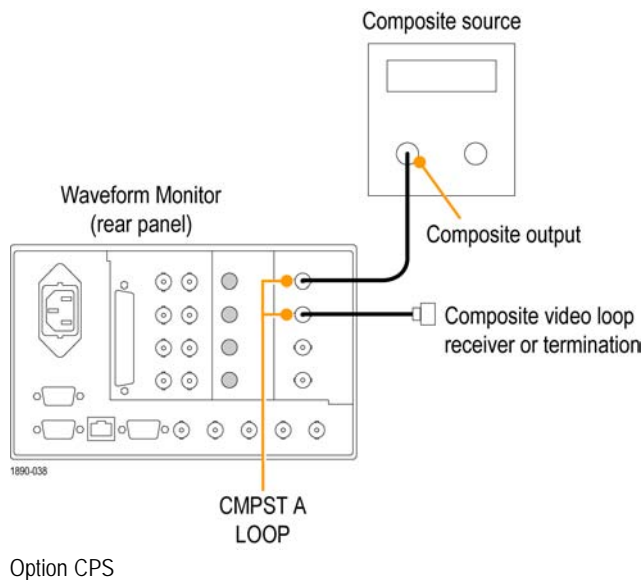 Composite source
Waveform Monitor
(rear panel)
Composite output
Composite video loop
receiver or termination
1890-038
CMPST A
LOOP
Option CPS